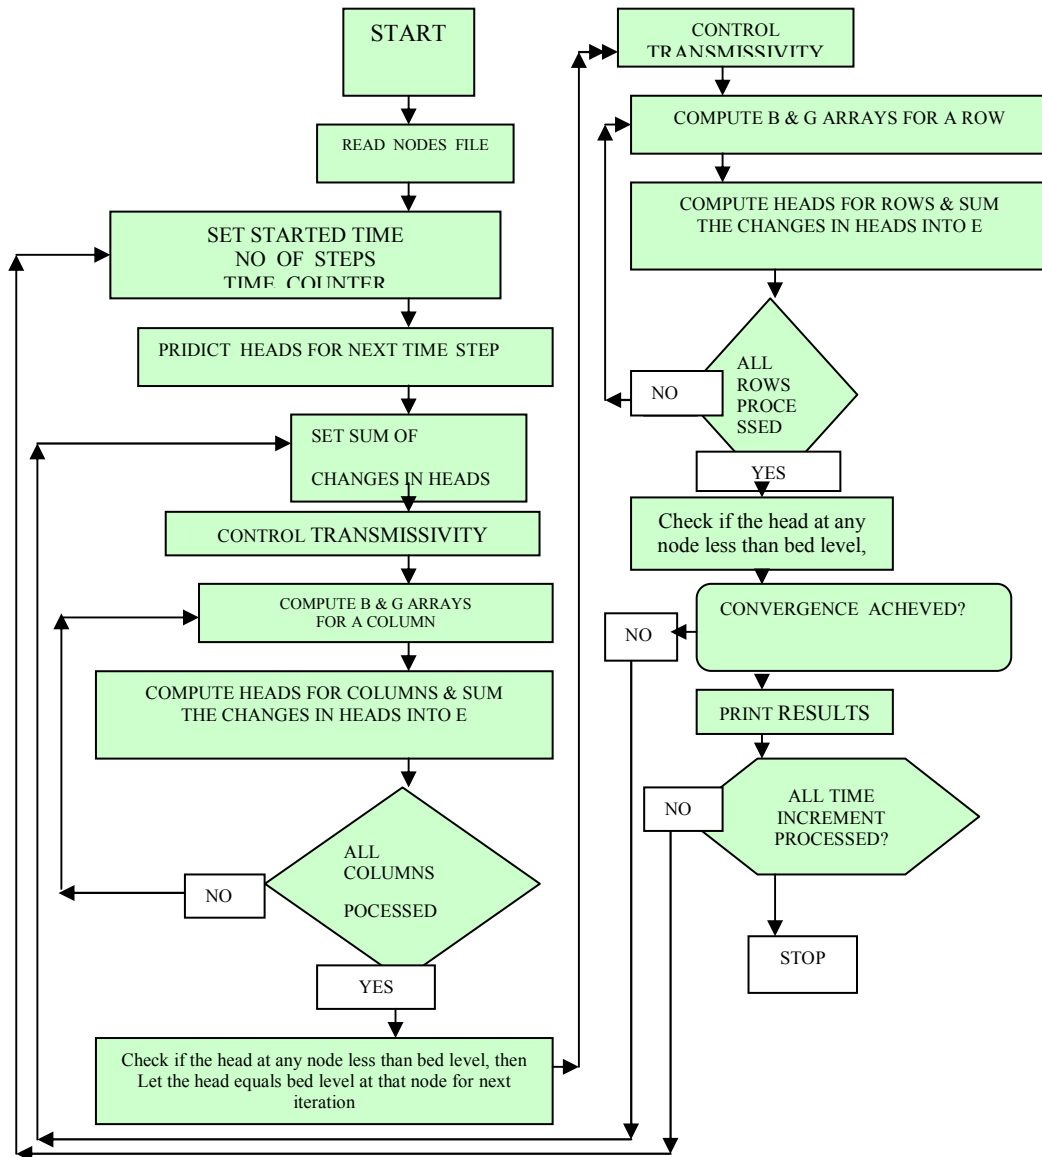 START
READ NODES FILE
SET STARTED TIME
NO OF STEPS
TIME COUNTER
PRIDICT HEADS FOR NEXT TIME STEP
SET SUM OF
CHANGES IN HEADS
CONTROL TRANSMISSIVITY
COMPUTE B & G ARRAYS
FOR A COLUMN
COMPUTE HEADS FOR COLUMNS & SUM
THE CHANGES IN HEADS INTO E
ALL
COLUMNS
POCESSED
NO
YES
Check if the head at any node less than bed level, then
Let the head equals bed level at that node for next
iteration
CONTROL
TRANSMISSIVITY
COMPUTE B & G ARRAYS FOR A ROW
COMPUTE HEADS FOR ROWS & SUM
THE CHANGES IN HEADS INTO E
ALL
ROWS
PROCE
SSED
NO
YES
Check if the head at any
node less than bed level,
CONVERGENCE ACHEVED?
NO
PRINT RESULTS
ALL TIME
INCREMENT
PROCESSED?
NO
STOP